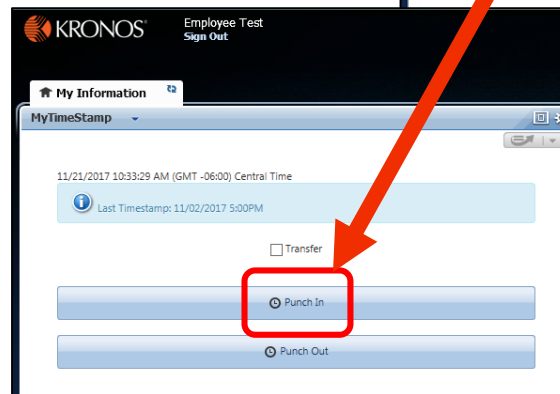 KRONOS®
Employee Test
Sign Out
My Information
MyTimeStamp
11/21/2017 10:33:29 AM (GMT -06:00) Central Time
Last Timestamp: 11/02/2017 5:00PM
Transfer
Punch In
Punch Out